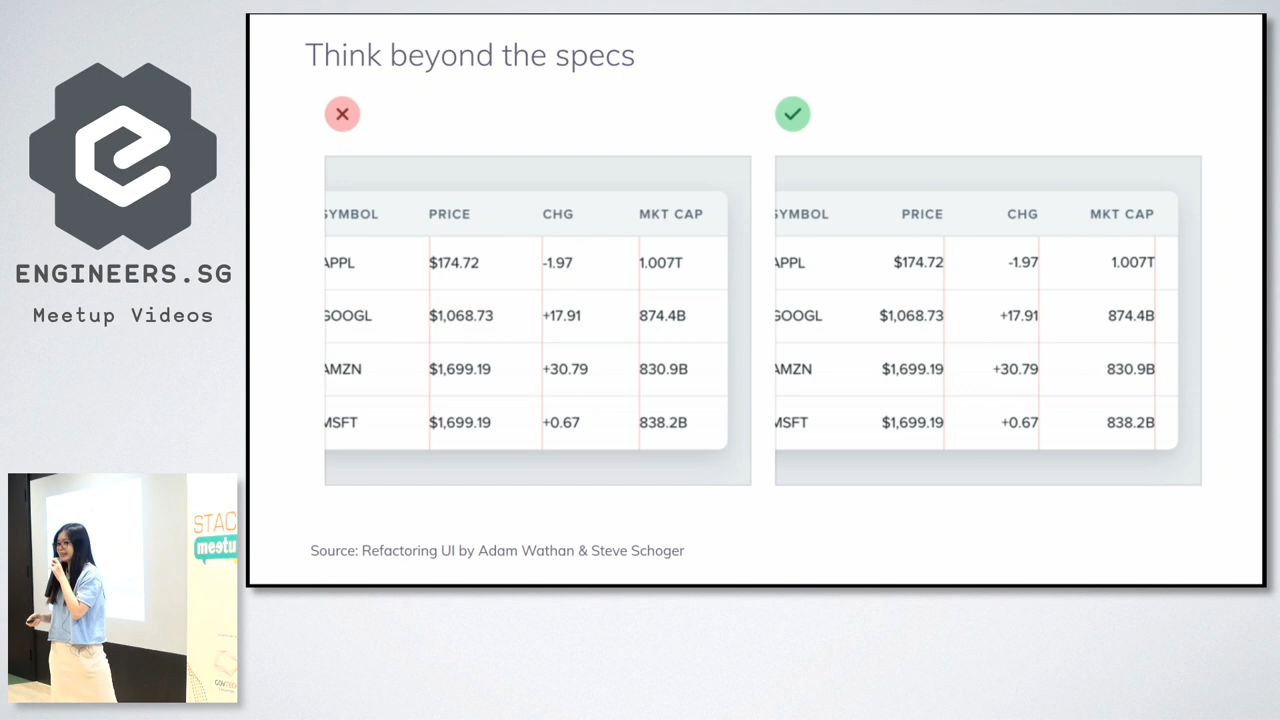 Think beyond the specs
SYMBOL PRICE CHG MKT CAP
APPL $174.72 -1.97 1.007T
GOOGL $1,068.73 +17.91 874.4B
AMZN $1,699.19 +30.79 830.9B
MSFT $1,699.19 +0.67 838.2B
SYMBOL PRICE CHG MKT CAP
APPL $174.72 -1.97 1.007T
GOOGL $1,068.73 +17.91 874.4B
AMZN $1,699.19 +30.79 830.9B
MSFT $1,699.19 +0.67 838.2B
Source: Refactoring UI by Adam Wathan & Steve Schoger
ENGINEERS.SG
Meetup Videos
STAC
meetu
GOVTECH